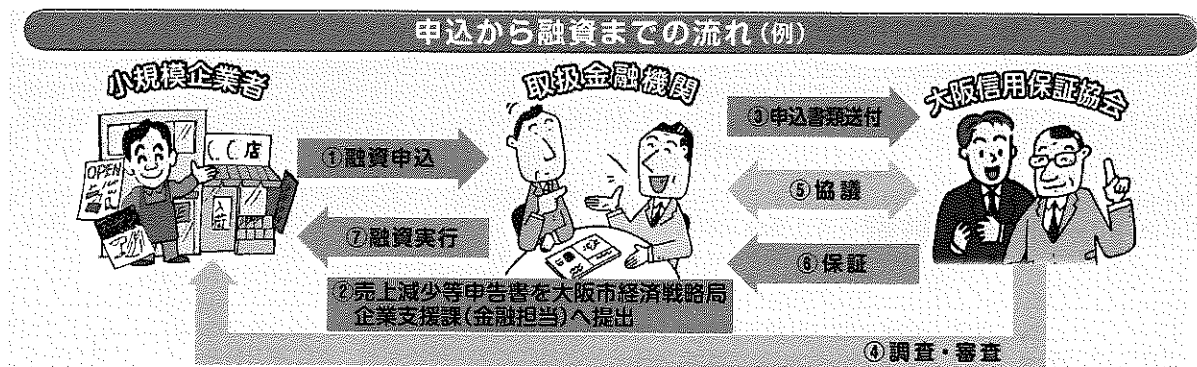 申込から融資までの流れ(例)
小規模企業者
取扱金融機関
大阪信用保証協会
OPEN
店
入荷
①融資申込
③申込書類送付
⑤協議
⑦融資実行
⑥保証
②売上減少等申告書を大阪市経済戦略局
企業支援課(金融担当)へ提出
④調査・審査